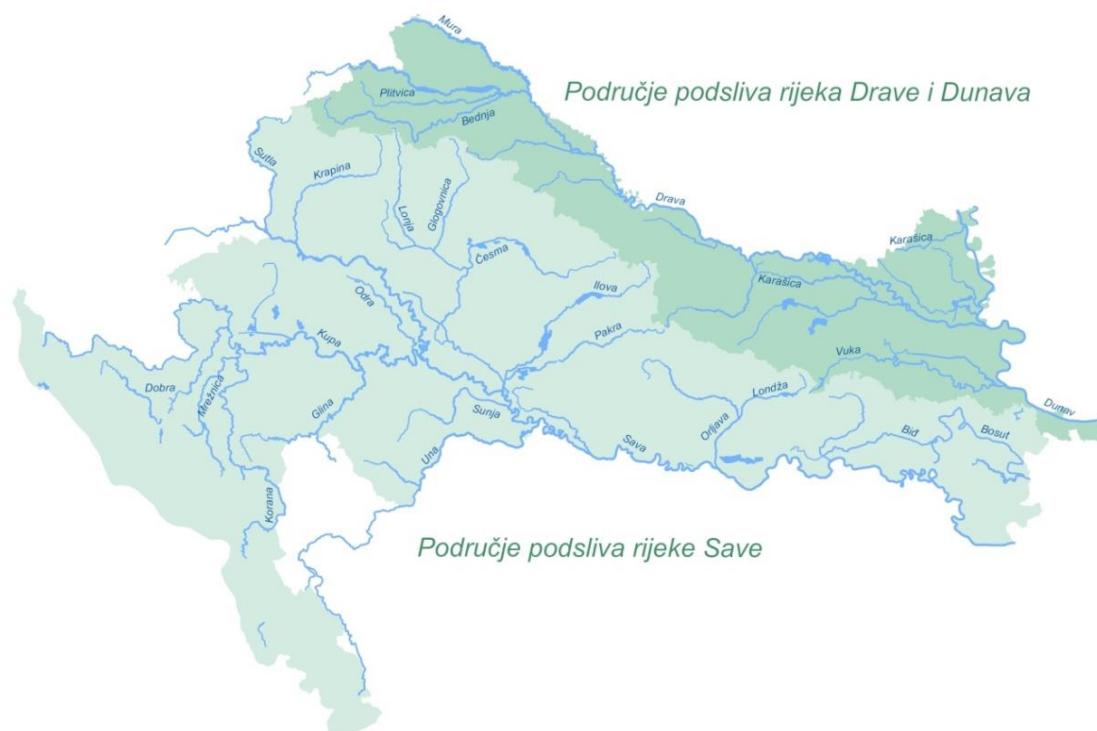 Mura
Područje podsliva rijeka Drave i Dunava
Plitvica
Bednja
Sutla
Krapina
Lonja
Glogovnica
Drava
Karašica
Česma
Karašica
Ilova
Odra
Pakra
Kupa
Vuka
Dobra
Mrežnica
Londža
Dunav
Glina
Sunja
Orljava
Sava
Biđ
Bosut
Una
Korana
Područje podsliva rijeke Save